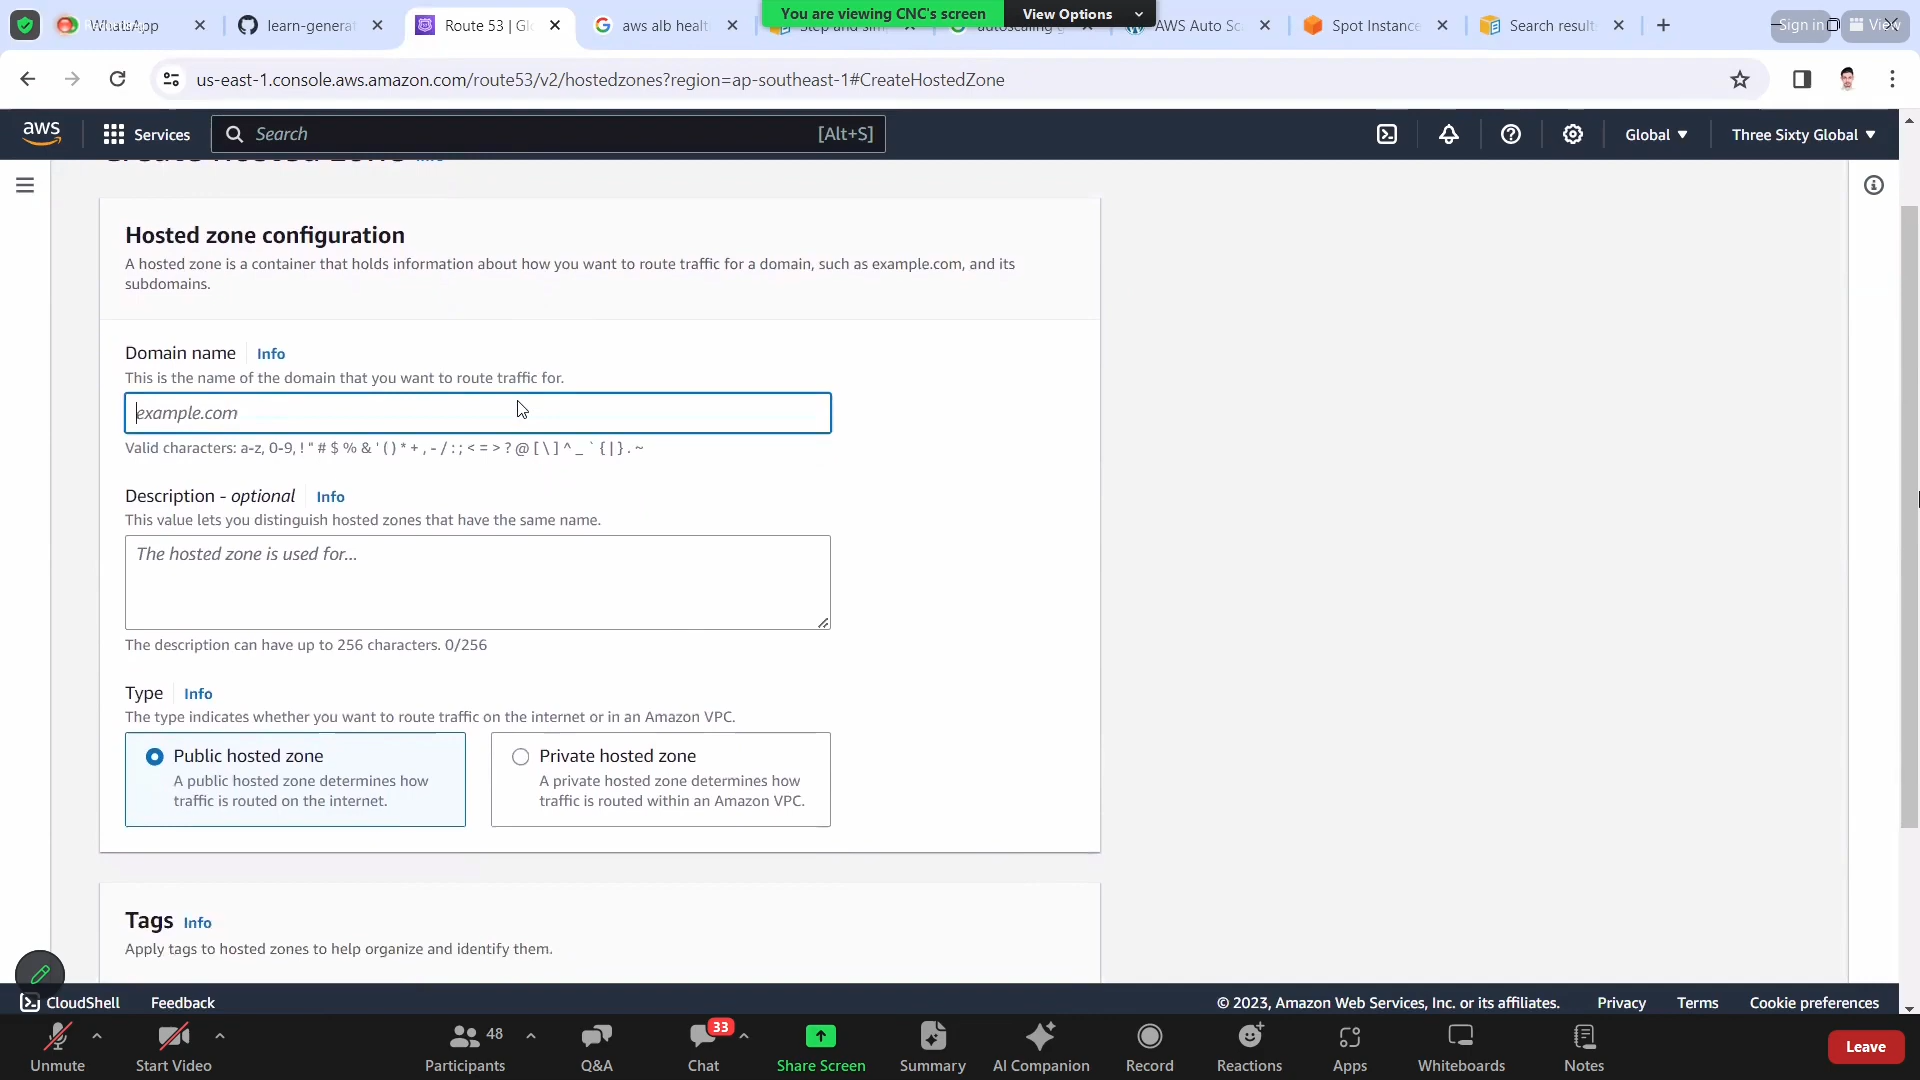 WhatsApp
learn-generat
Route 53 | Gl
aws alb healt
You are viewing CNC's screen
View Options
AWS Auto Sc
Spot Instance
Search result
Sign in
View
us-east-1.console.aws.amazon.com/route53/v2/hostedzones?region=ap-southeast-1#CreateHostedZone
aws
Services
Search
[Alt+S]
Global
Three Sixty Global
Hosted zone configuration
A hosted zone is a container that holds information about how you want to route traffic for a domain, such as example.com, and its
subdomains.
Domain name Info
This is the name of the domain that you want to route traffic for.
example.com
Valid characters: a-z, 0-9, ! " # $ % & ' ( ) * + , - / : ; < = > ? @ [ \ ] ^ _ ` { | } . ~
Description - optional Info
This value lets you distinguish hosted zones that have the same name.
The hosted zone is used for...
The description can have up to 256 characters. 0/256
Type Info
The type indicates whether you want to route traffic on the internet or in an Amazon VPC.
Public hosted zone
A public hosted zone determines how
traffic is routed on the internet.
Private hosted zone
A private hosted zone determines how
traffic is routed within an Amazon VPC.
Tags Info
Apply tags to hosted zones to help organize and identify them.
CloudShell
Feedback
© 2023, Amazon Web Services, Inc. or its affiliates.
Privacy
Terms
Cookie preferences
48
33
Unmute
Start Video
Participants
Q&A
Chat
Share Screen
Summary
AI Companion
Record
Reactions
Apps
Whiteboards
Notes
Leave